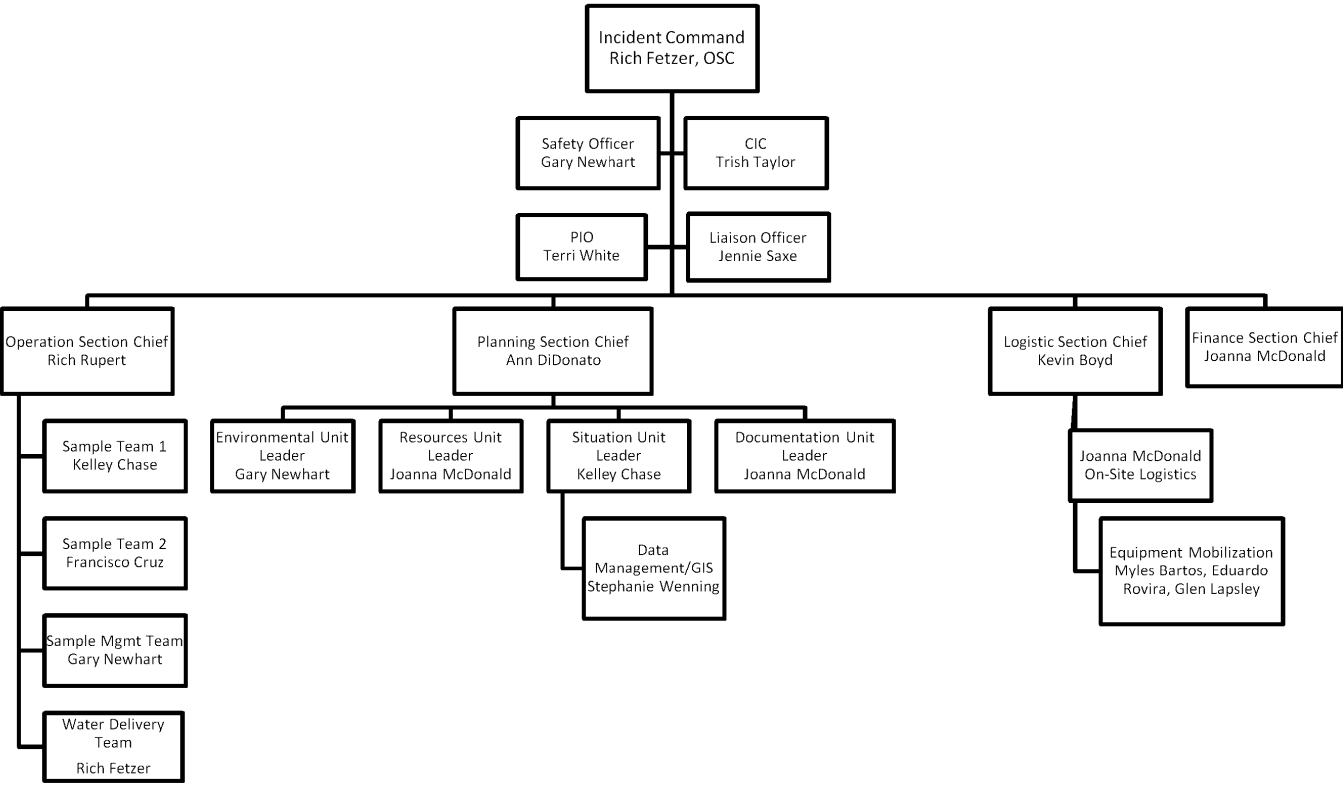 Incident Command
Rich Fetzer, OSC
Safety Officer
Gary Newhart
CIC
Trish Taylor
PIO
Terri White
Liaison Officer
Jennie Saxe
Operation Section Chief
Rich Rupert
Planning Section Chief
Ann DiDonato
Logistic Section Chief
Kevin Boyd
Finance Section Chief
Joanna McDonald
Sample Team 1
Kelley Chase
Sample Team 2
Francisco Cruz
Sample Mgmt Team
Gary Newhart
Water Delivery
Team
Rich Fetzer
Environmental Unit
Leader
Gary Newhart
Resources Unit
Leader
Joanna McDonald
Situation Unit
Leader
Kelley Chase
Data
Management/GIS
Stephanie Wenning
Documentation Unit
Leader
Joanna McDonald
Joanna McDonald
On-Site Logistics
Equipment Mobilization
Myles Bartos, Eduardo
Rovira, Glen Lapsley